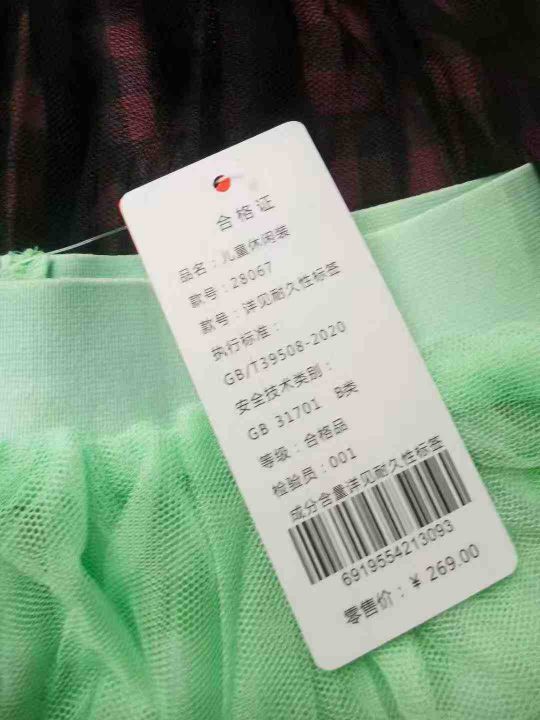 合格证
品名：儿童休闲装
款号：28067
款号：洋见耐久性标签
执行标准：
GB/T39508-2020
安全技术类别：
GB 31701 B类
等级：合格品
检验员：001
成分含量洋见耐久性标签
6919554213093
零售价：¥ 269.00